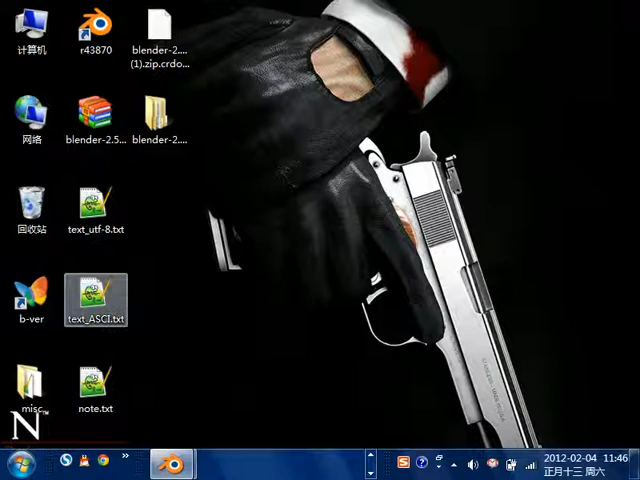 计算机
r43870
blender-2....
(1).zip.crdo...
网络
blender-2.5...
blender-2....
回收站
text_utf-8.txt
b-ver
text_ASCI.txt
misc
note.txt
N™
2012-02-04 11:46
正月十三 周六